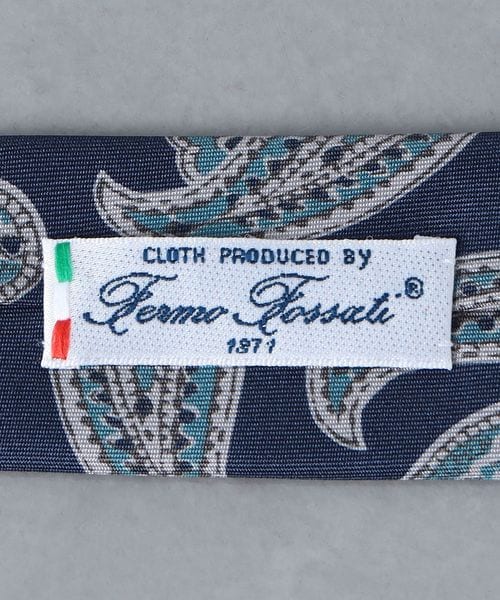 CLOTH PRODUCED BY
Fermo Fossati®
1871